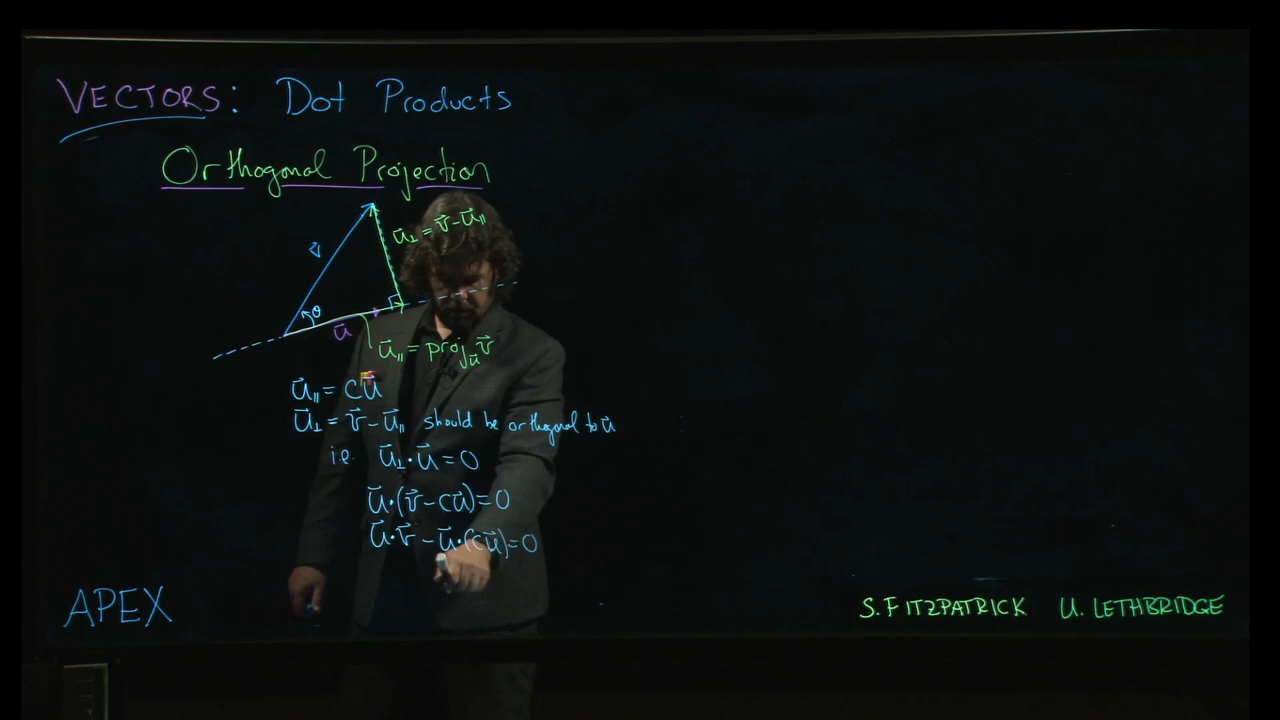 VECTORS: Dot Products
Orthogonal Projection
v⃗
u⃗⊥ = v⃗ - u⃗∥
θ
u⃗
u⃗∥ = proj_u⃗ v⃗
u⃗∥ = cu⃗
u⃗⊥ = v⃗ - u⃗∥ should be orthogonal to u⃗
i.e. u⃗⊥·u⃗ = 0
u⃗·(v⃗ - cu⃗) = 0
u⃗·v⃗ - u⃗·(cu⃗) = 0
APEX
S. FITZPATRICK U. LETHBRIDGE